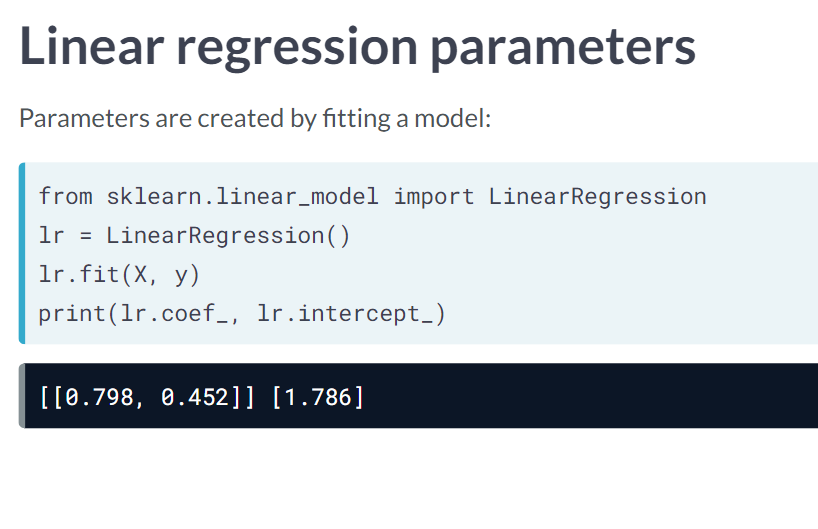 Linear regression parameters
Parameters are created by fitting a model:
from sklearn.linear_model import LinearRegression
lr = LinearRegression()
lr.fit(X, y)
print(lr.coef_, lr.intercept_)
[[0.798, 0.452]] [1.786]